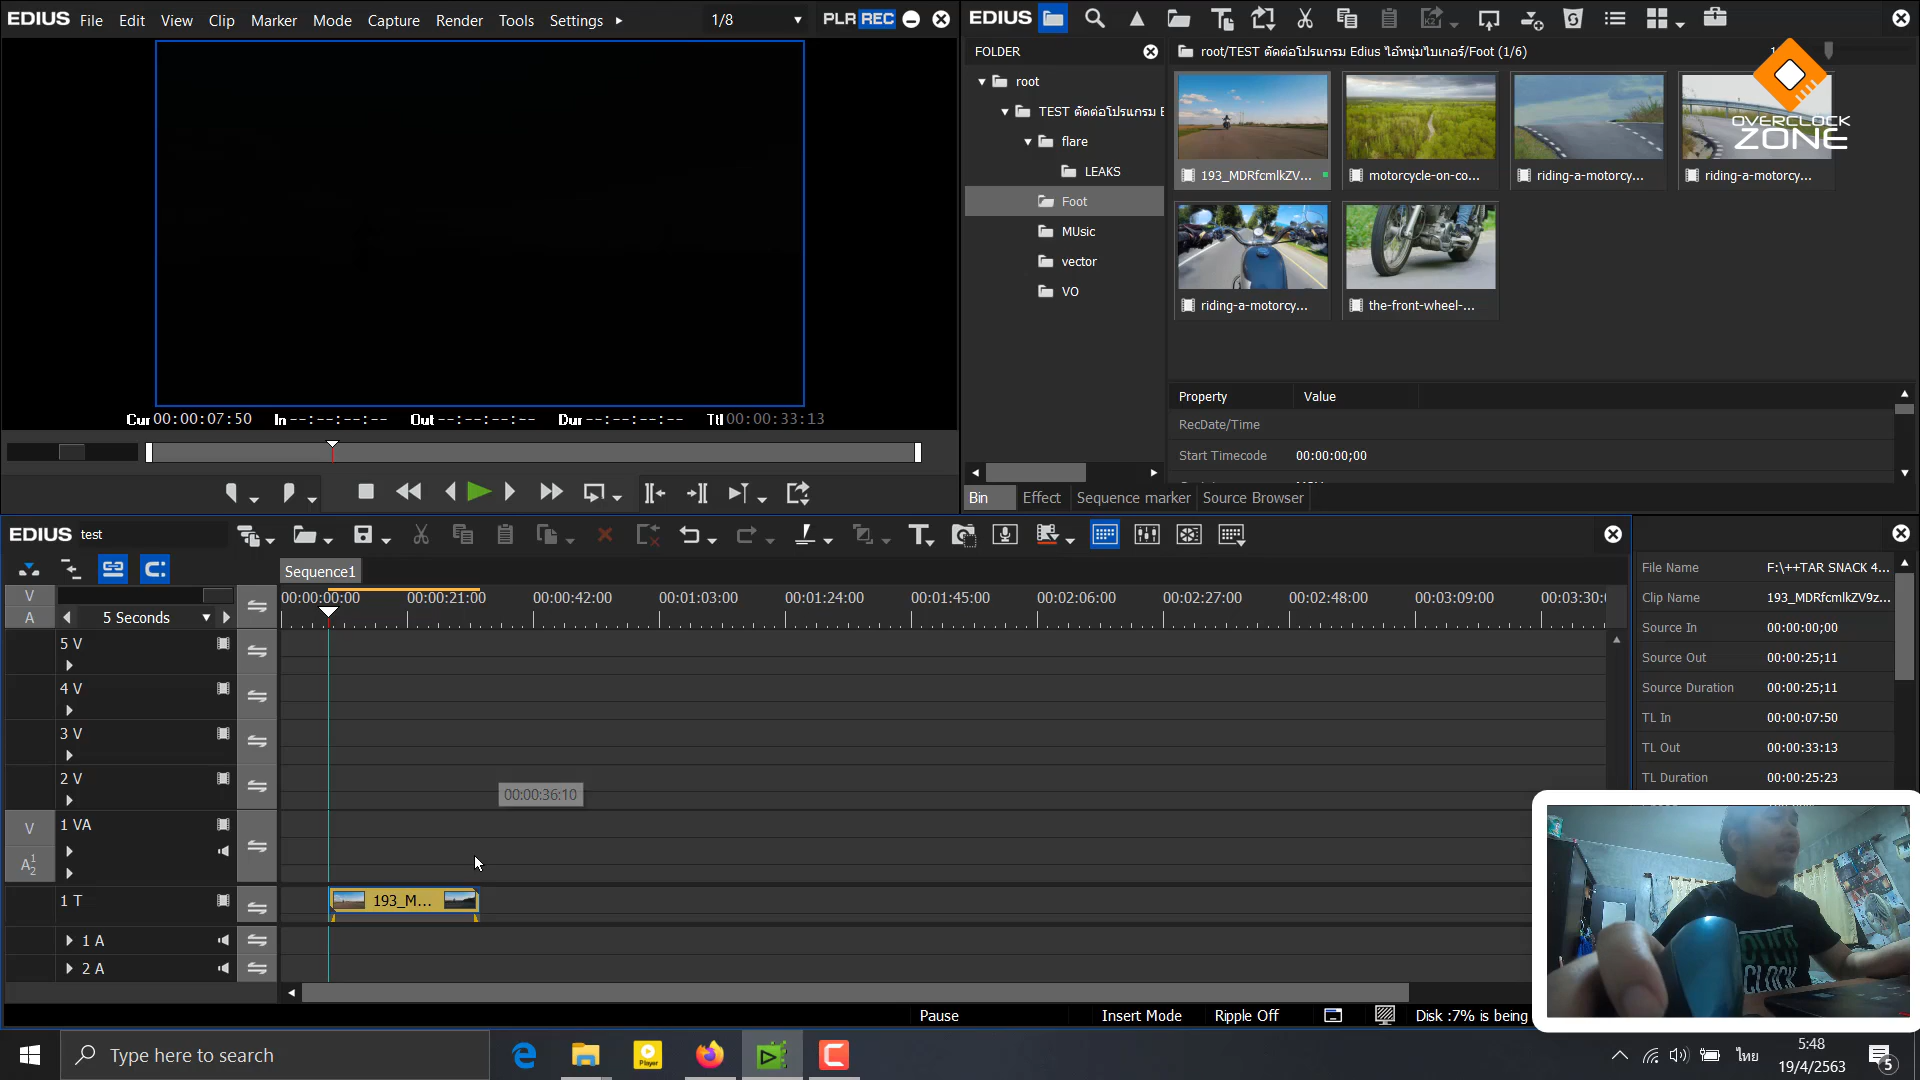 EDIUS File Edit View Clip Marker Mode Capture Render Tools Settings 1/8 PLR REC
Cur 00:00:07:50 In --:--:--:-- Out --:--:--:-- Dur --:--:--:-- Ttl 00:00:33:13
EDIUS
FOLDER
root
TEST ตัดต่อโปรแกรม E
flare
LEAKS
Foot
MUsic
vector
VO
root/TEST ตัดต่อโปรแกรม Edius ไอ้หนุ่มไบเกอร์/Foot (1/6)
OVERCLOCK
ZONE
193_MDRfcmlkZV...
motorcycle-on-co...
riding-a-motorcy...
riding-a-motorcy...
riding-a-motorcy...
the-front-wheel-...
Property Value
RecDate/Time
Start Timecode 00:00:00;00
Bin Effect Sequence marker Source Browser
EDIUS test
Sequence1
V
A
5 Seconds
00:00:00:00 00:00:21:00 00:00:42:00 00:01:03:00 00:01:24:00 00:01:45:00 00:02:06:00 00:02:27:00 00:02:48:00 00:03:09:00 00:03:30:0
5 V
4 V
3 V
2 V
00:00:36:10
V 1 VA
A 1 2
1 T 193_M...
1 A
2 A
File Name F:\++TAR SNACK 4...
Clip Name 193_MDRfcmlkZV9z...
Source In 00:00:00;00
Source Out 00:00:25;11
Source Duration 00:00:25;11
TL In 00:00:07:50
TL Out 00:00:33:13
TL Duration 00:00:25:23
OVER
CLOCK
Pause Insert Mode Ripple Off Disk :7% is being
Type here to search
Player
ไทย
5:48
19/4/2563
5